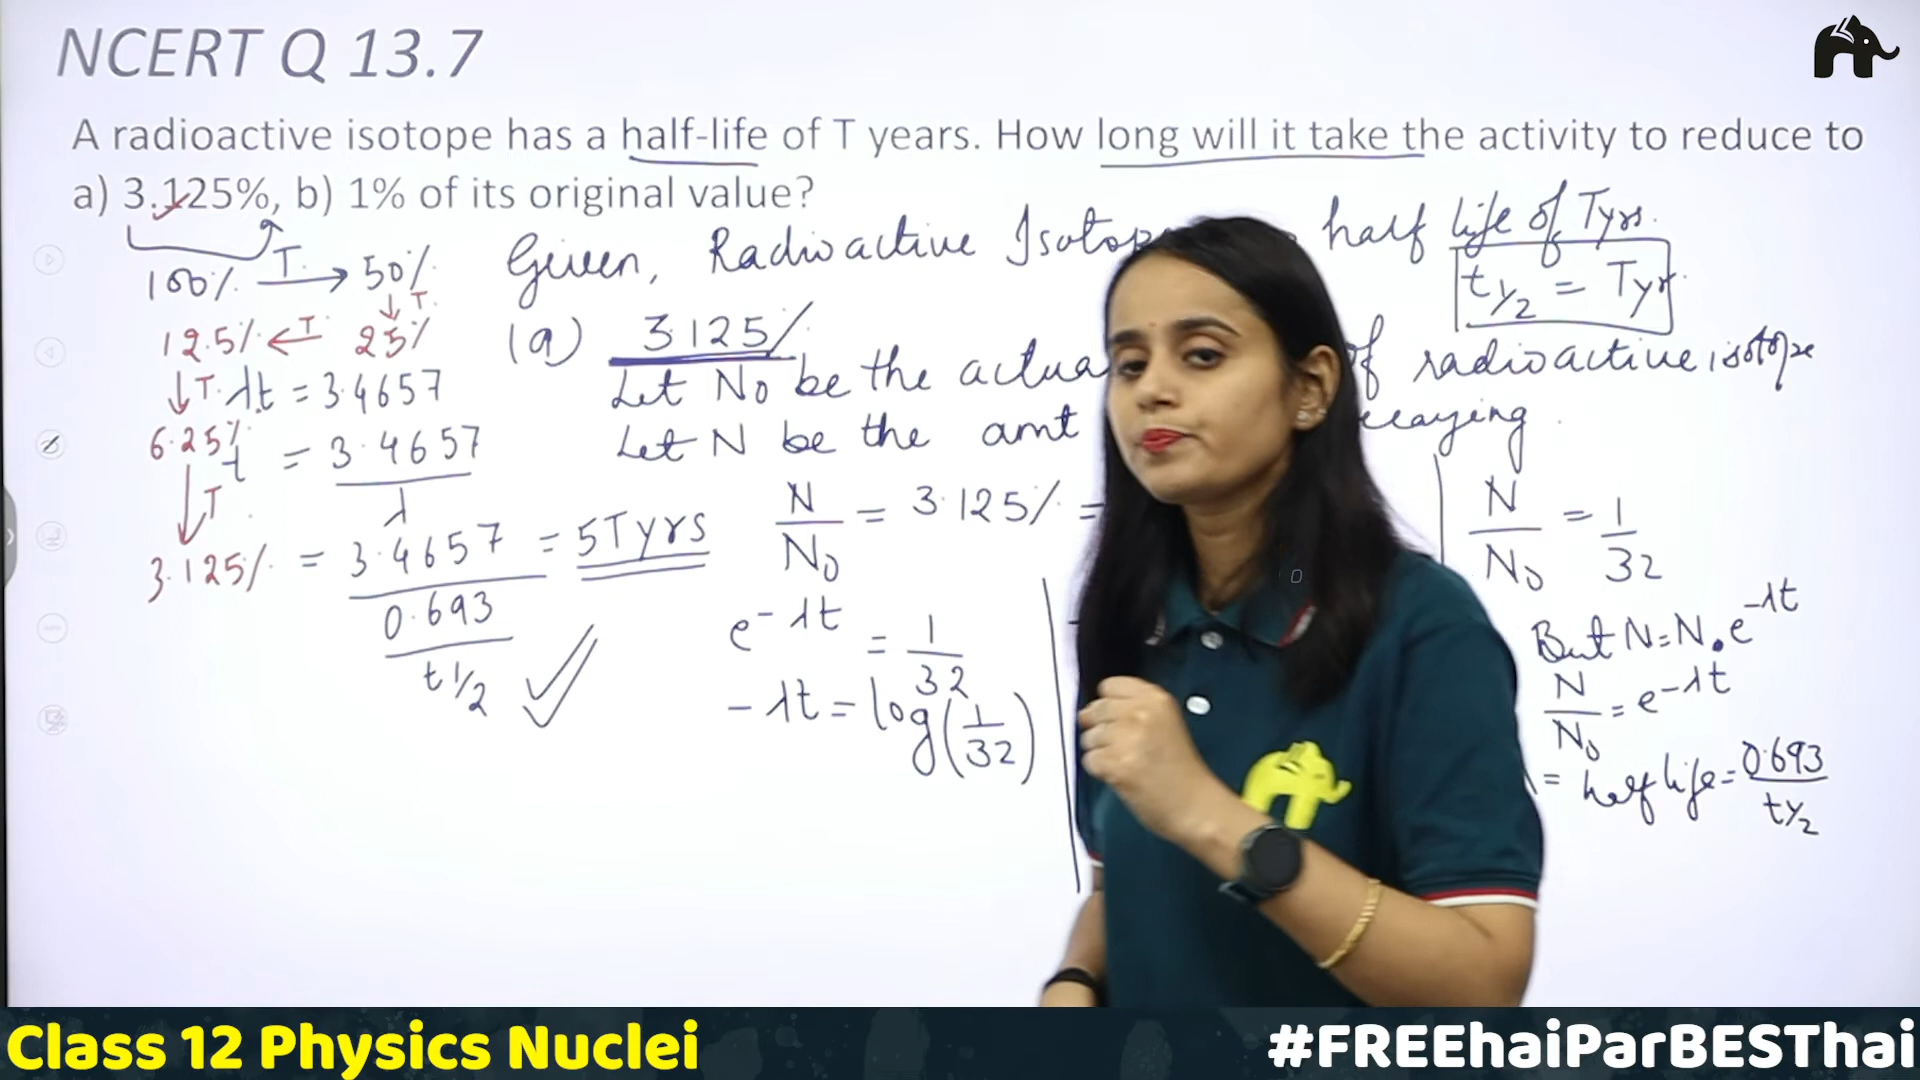 NCERT Q 13.7
A radioactive isotope has a half-life of T years. How long will it take the activity to reduce to
a) 3.125%, b) 1% of its original value?
Given, Radioactive Isotop half life of Tyrs.
t1/2 = Tyr
100% T → 50%
↓ T.
12.5% ← T 25%
(a) 3.125%
Let N0 be the actua of radioactive isotope
↓T. λt = 3.4657
Let N be the amt ecaying
6.25%
t = 3.4657
λ
↓T
N/N0 = 3.125% =
N/N0 = 1/32
3.125% = 3.4657 = 5Tyrs
0.693
t1/2
e-λt = 1/32
-λt = log(1/32)
But N=N0e-λt
N/N0 = e-λt
= half life = 0.693/t1/2
Class 12 Physics Nuclei
#FREEhaiParBESThai